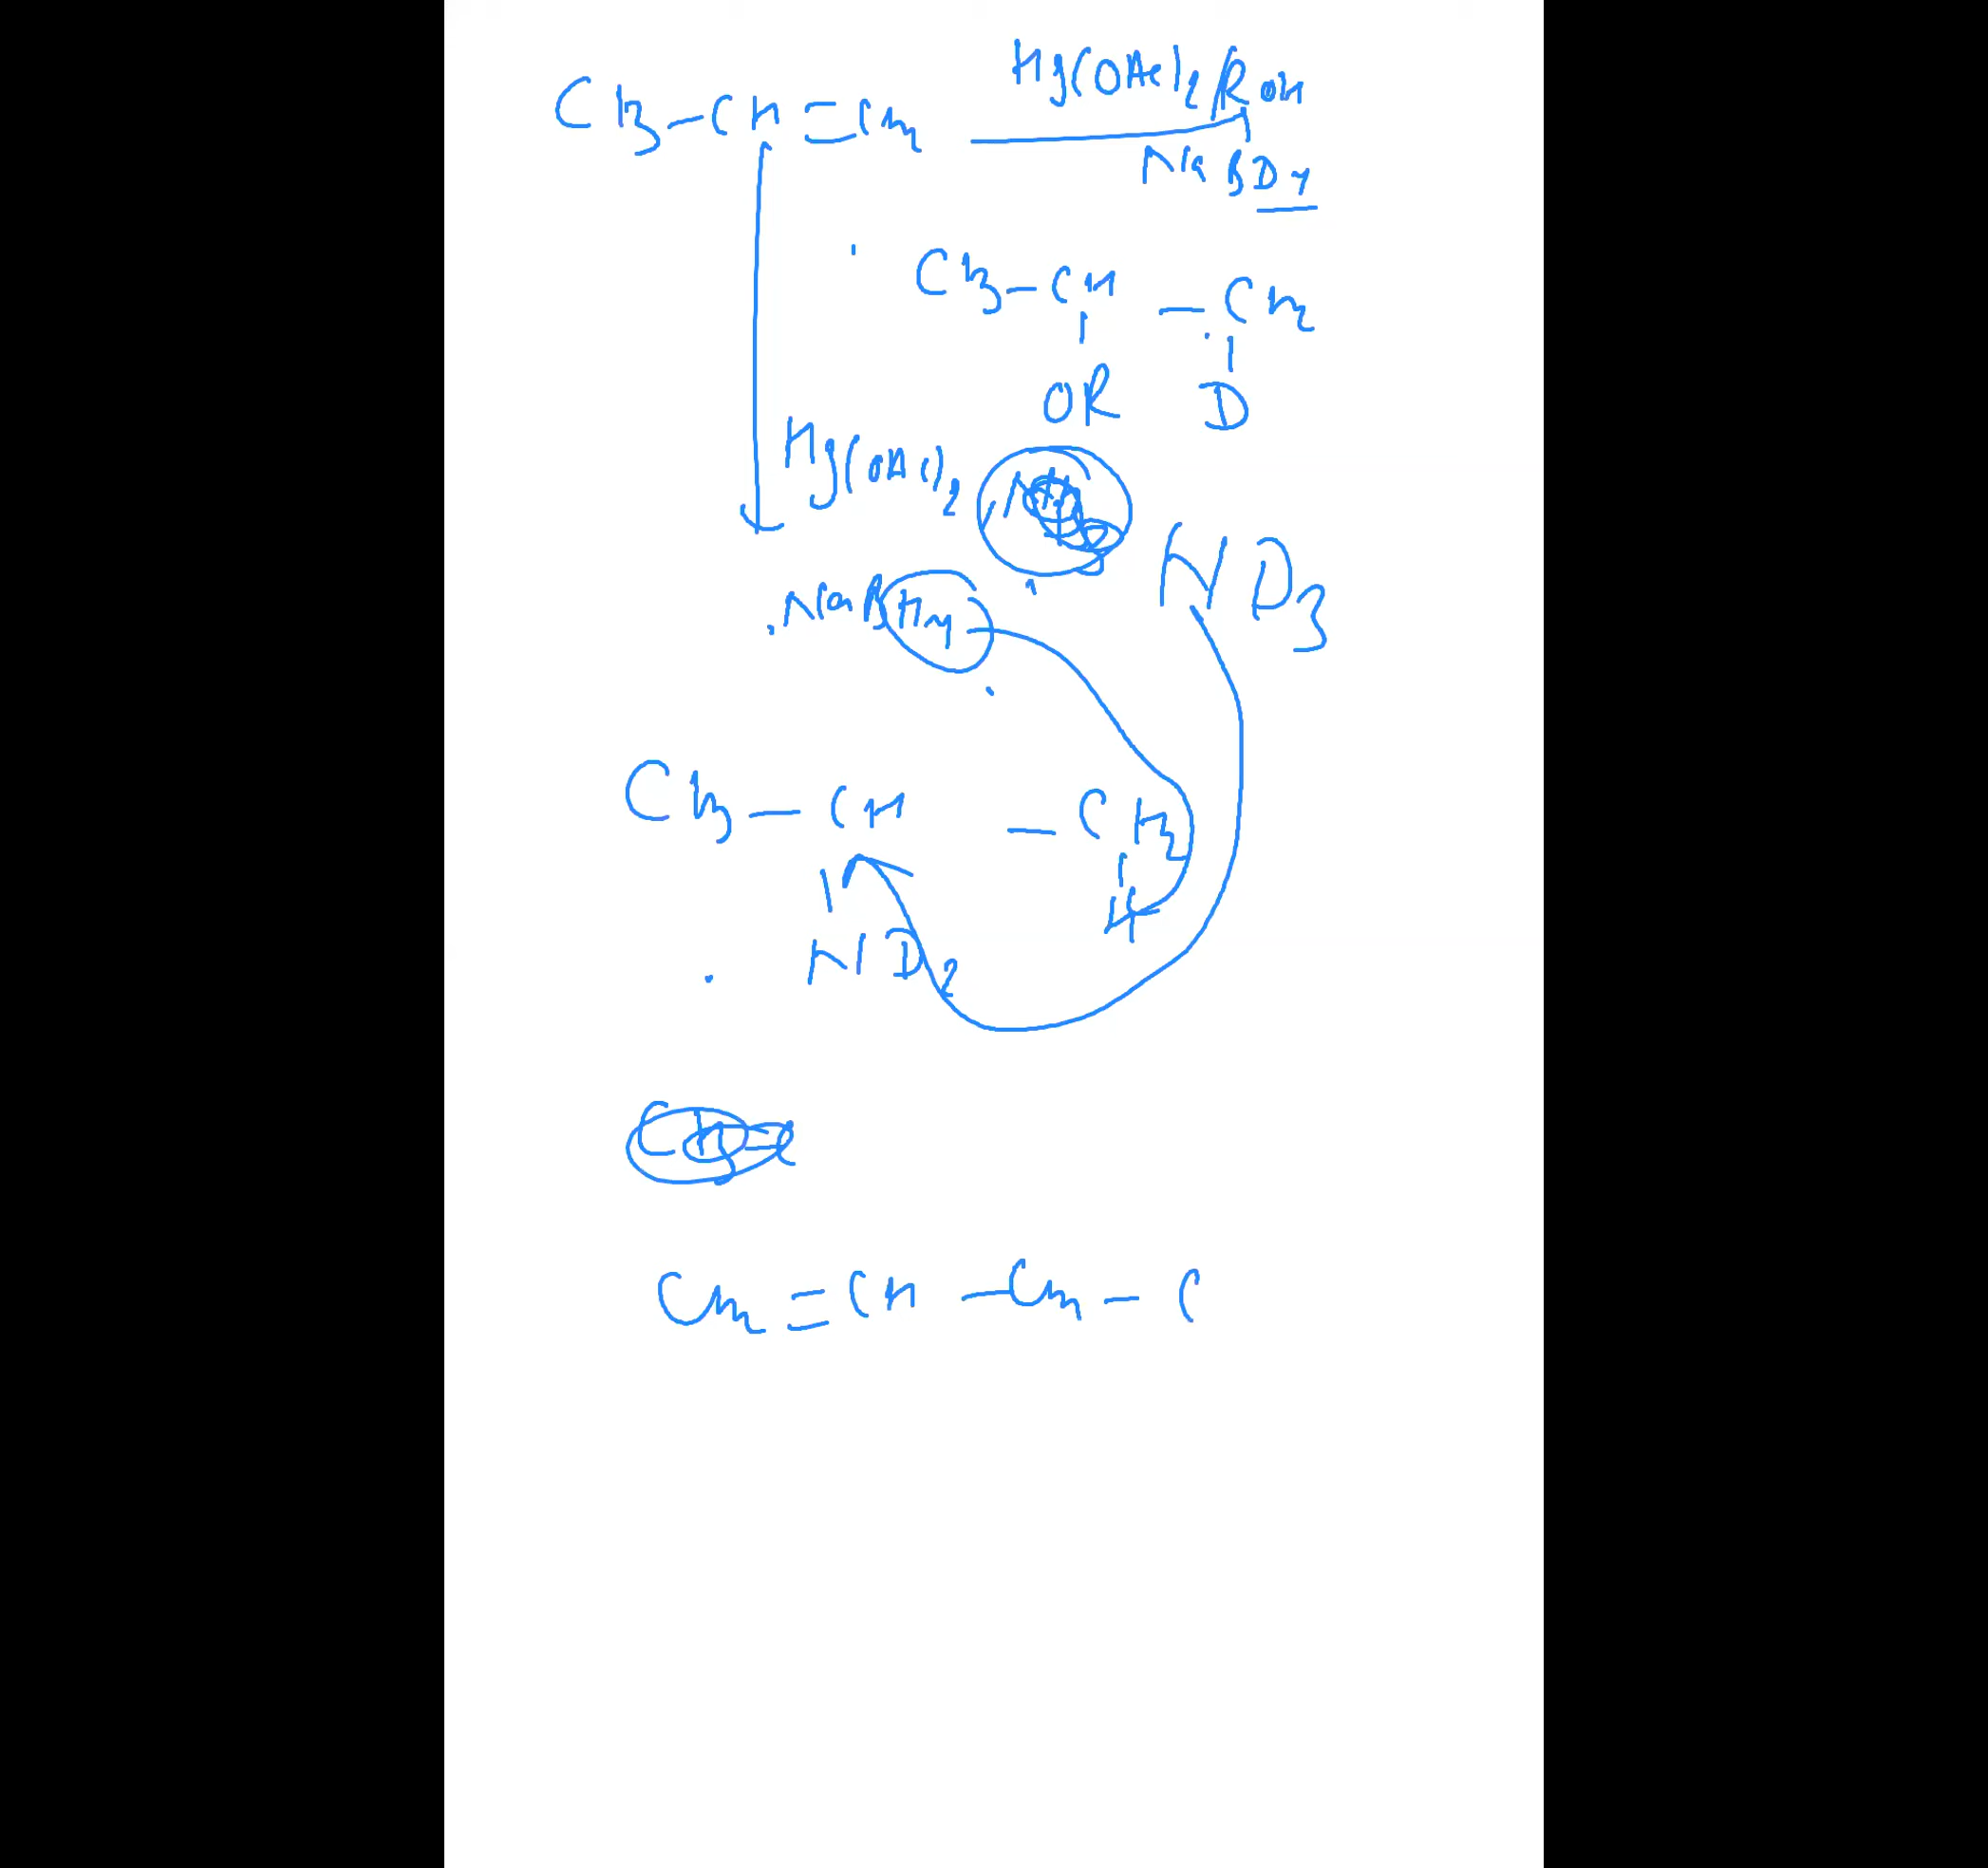 CH3-CH=CH2
Hg(OAc)2/ROH
NaBD4
CH3-CH-CH2
OR D
Hg(OAc)2
ND3
NaBH4
CH3-CH-CH2
H
ND2
CH2=CH-CH2-C